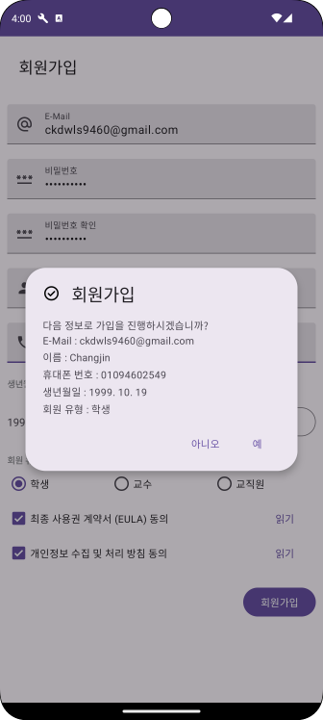 4:00
회원가입
E-Mail
ckdwls9460@gmail.com
비밀번호
••••••••••
비밀번호 확인
••••••••••
회원가입
다음 정보로 가입을 진행하시겠습니까?
E-Mail : ckdwls9460@gmail.com
이름 : Changjin
휴대폰 번호 : 01094602549
생년월일 : 1999. 10. 19
회원 유형 : 학생
아니오 예
생년
199
회원
학생 교수 교직원
최종 사용권 계약서 (EULA) 동의 읽기
개인정보 수집 및 처리 방침 동의 읽기
회원가입